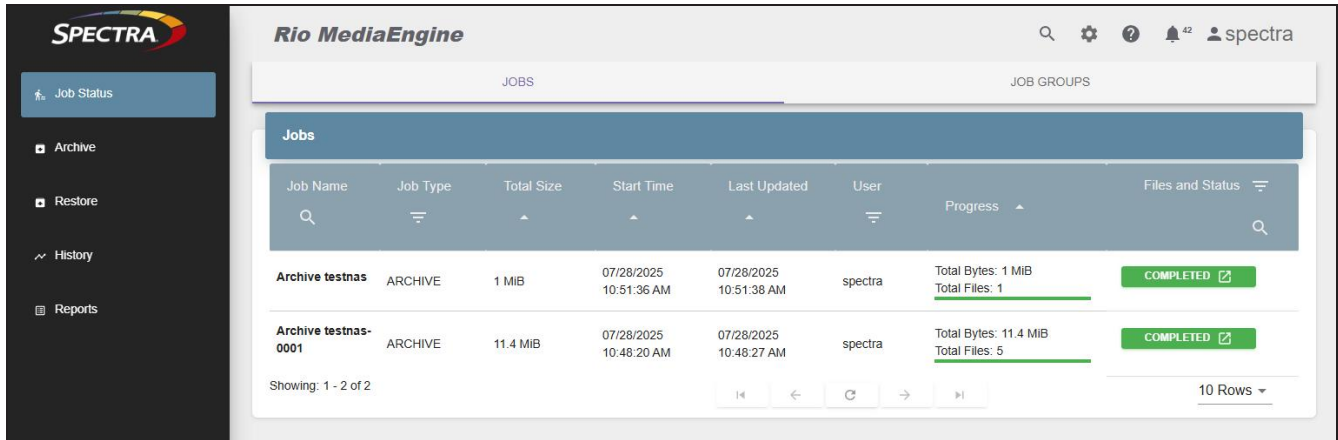 SPECTRA
Rio MediaEngine
42
spectra
Job Status
Archive
Restore
History
Reports
JOBS
JOB GROUPS
Jobs
Job Name
Job Type
Total Size
Start Time
Last Updated
User
Progress
Files and Status
Archive testnas
ARCHIVE
1 MiB
07/28/2025
10:51:36 AM
07/28/2025
10:51:38 AM
spectra
Total Bytes: 1 MiB
Total Files: 1
COMPLETED
Archive testnas-
0001
ARCHIVE
11.4 MiB
07/28/2025
10:48:20 AM
07/28/2025
10:48:27 AM
spectra
Total Bytes: 11.4 MiB
Total Files: 5
COMPLETED
Showing: 1 - 2 of 2
10 Rows